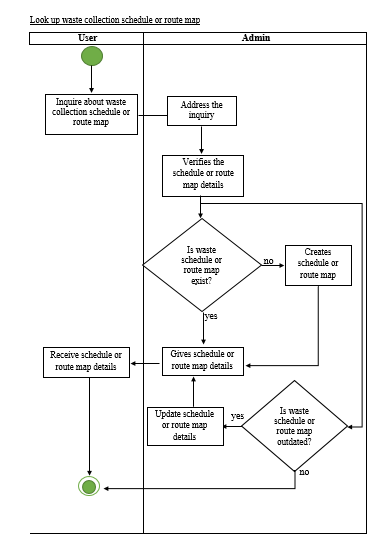 Look up waste collection schedule or route map
User
Admin
Inquire about waste
collection schedule or
route map
Address the
inquiry
Verifies the
schedule or route
map details
Is waste
schedule or
route map
exist?
no
Creates
schedule or
route map
yes
Receive schedule or
route map details
Gives schedule or
route map details
Update schedule
or route map
details
yes
Is waste
schedule or
route map
outdated?
no